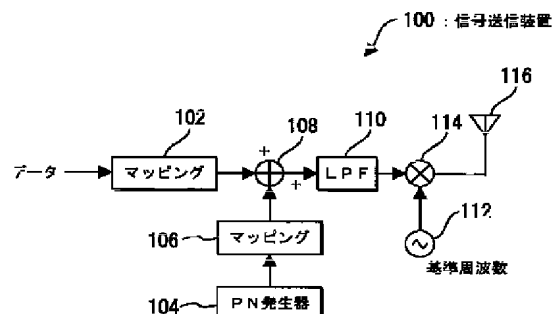 100 : 信号送信装置
116
102
108
110
114
データ
マッピング
+
+
LPF
106
マッピング
112
基準周波数
104
PN発生器